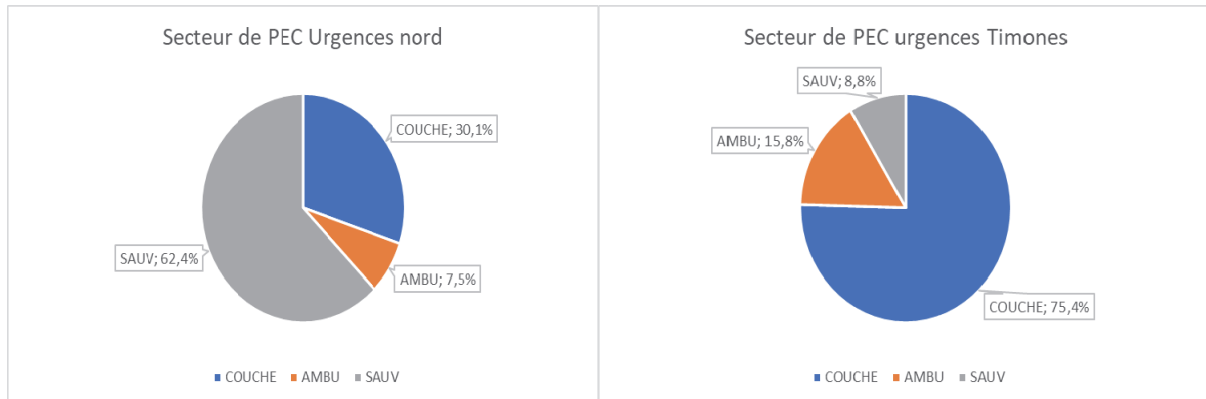 Secteur de PEC Urgences nord
COUCHE; 30,1%
SAUV; 62,4%
AMBU; 7,5%
COUCHE AMBU SAUV
Secteur de PEC urgences Timones
SAUV; 8,8%
AMBU; 15,8%
COUCHE; 75,4%
COUCHE AMBU SAUV